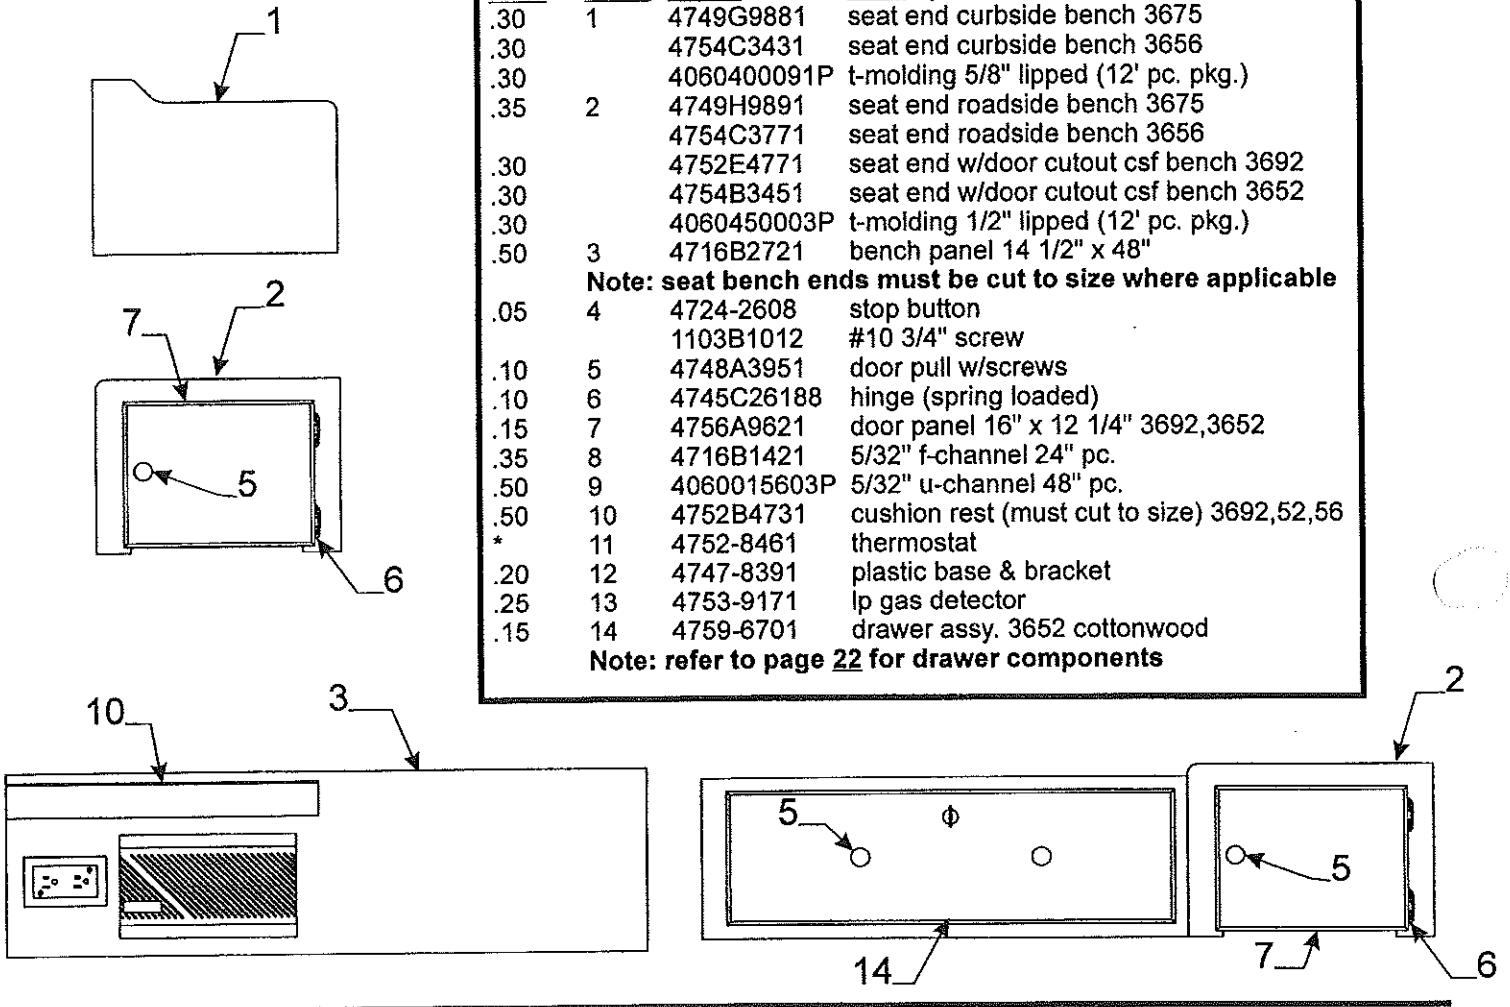 .30 1 4749G9881 seat end curbside bench 3675
.30 4754C3431 seat end curbside bench 3656
.30 4060400091P t-molding 5/8" lipped (12' pc. pkg.)
.35 2 4749H9891 seat end roadside bench 3675
4754C3771 seat end roadside bench 3656
.30 4752E4771 seat end w/door cutout csf bench 3692
.30 4754B3451 seat end w/door cutout csf bench 3652
.30 4060450003P t-molding 1/2" lipped (12' pc. pkg.)
.50 3 4716B2721 bench panel 14 1/2" x 48"
Note: seat bench ends must be cut to size where applicable
.05 4 4724-2608 stop button
1103B1012 #10 3/4" screw
.10 5 4748A3951 door pull w/screws
.10 6 4745C26188 hinge (spring loaded)
.15 7 4756A9621 door panel 16" x 12 1/4" 3692,3652
.35 8 4716B1421 5/32" f-channel 24" pc.
.50 9 4060015603P 5/32" u-channel 48" pc.
.50 10 4752B4731 cushion rest (must cut to size) 3692,52,56
* 11 4752-8461 thermostat
.20 12 4747-8391 plastic base & bracket
.25 13 4753-9171 lp gas detector
.15 14 4759-6701 drawer assy. 3652 cottonwood
Note: refer to page 22 for drawer components
1
2
7
5
6
10
3
2
5
5
14
7
6